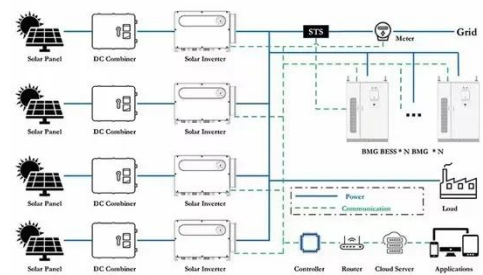 STS
Meter
Grid
Solar Panel
DC Combiner
Solar Inverter
Solar Panel
DC Combiner
Solar Inverter
BMG BESS * N BMG * N
Solar Panel
DC Combiner
Solar Inverter
Power
Communication
Load
Solar Panel
DC Combiner
Solar Inverter
Controller
Router
Cloud Server
Applications